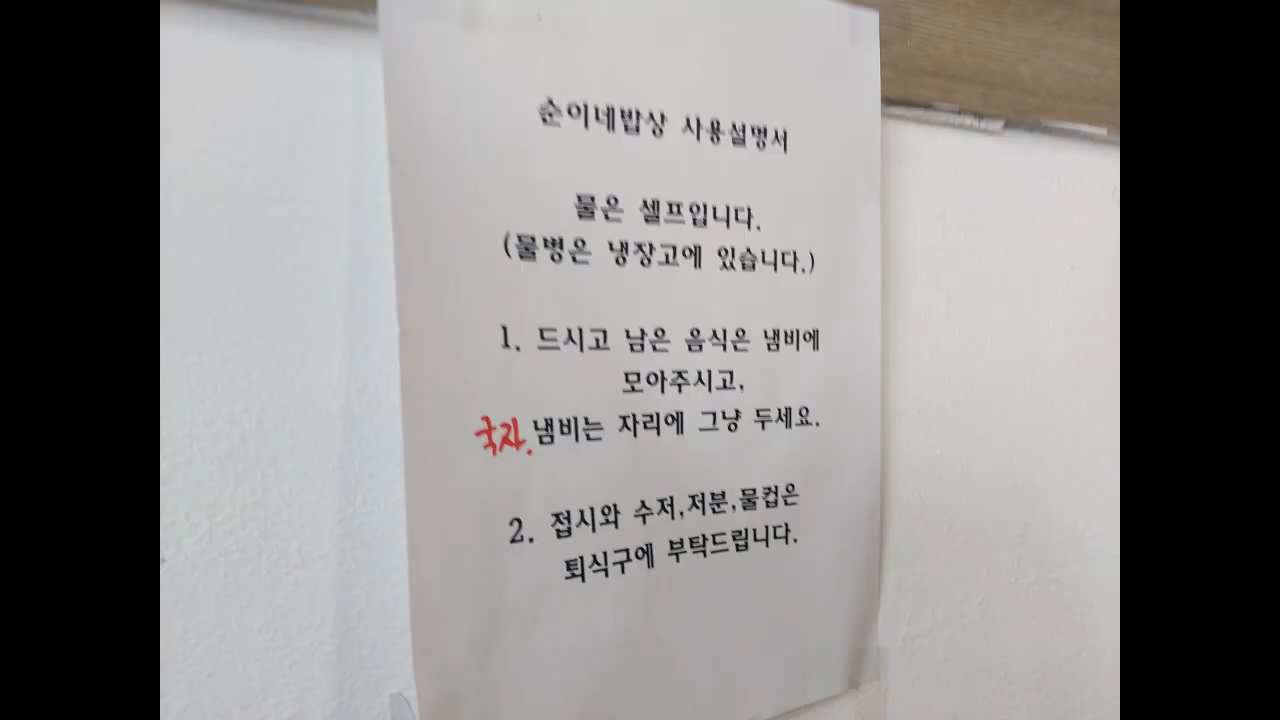 순이네밥상 사용설명서
물은 셀프입니다.
(물병은 냉장고에 있습니다.)
1. 드시고 남은 음식은 냄비에
모아주시고,
국자.냄비는 자리에 그냥 두세요.
2. 접시와 수저,저분,물컵은
퇴식구에 부탁드립니다.